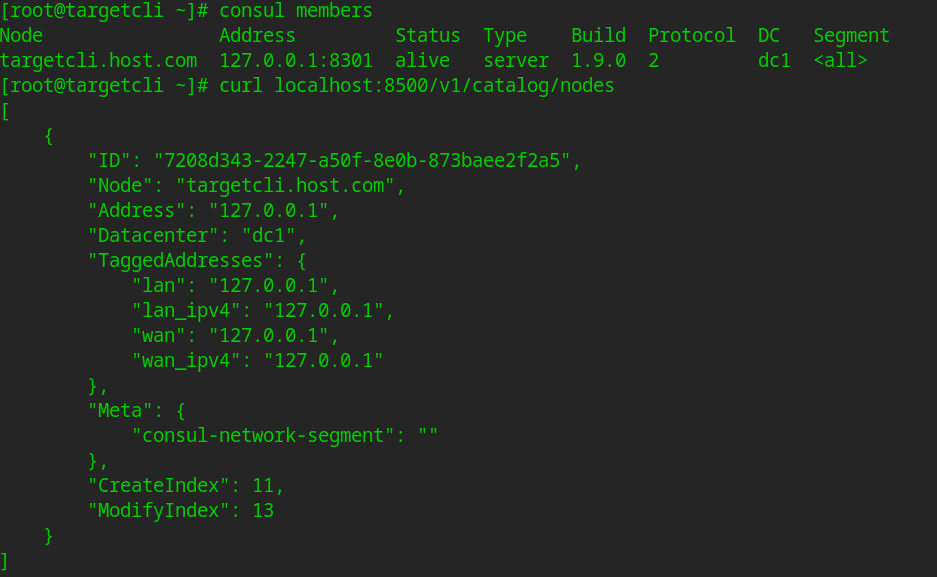 [root@targetcli ~]# consul members
Node                Address         Status  Type    Build  Protocol  DC   Segment
targetcli.host.com  127.0.0.1:8301  alive   server  1.9.0  2         dc1  <all>
[root@targetcli ~]# curl localhost:8500/v1/catalog/nodes
[
    {
        "ID": "7208d343-2247-a50f-8e0b-873baee2f2a5",
        "Node": "targetcli.host.com",
        "Address": "127.0.0.1",
        "Datacenter": "dc1",
        "TaggedAddresses": {
            "lan": "127.0.0.1",
            "lan_ipv4": "127.0.0.1",
            "wan": "127.0.0.1",
            "wan_ipv4": "127.0.0.1"
        },
        "Meta": {
            "consul-network-segment": ""
        },
        "CreateIndex": 11,
        "ModifyIndex": 13
    }
]